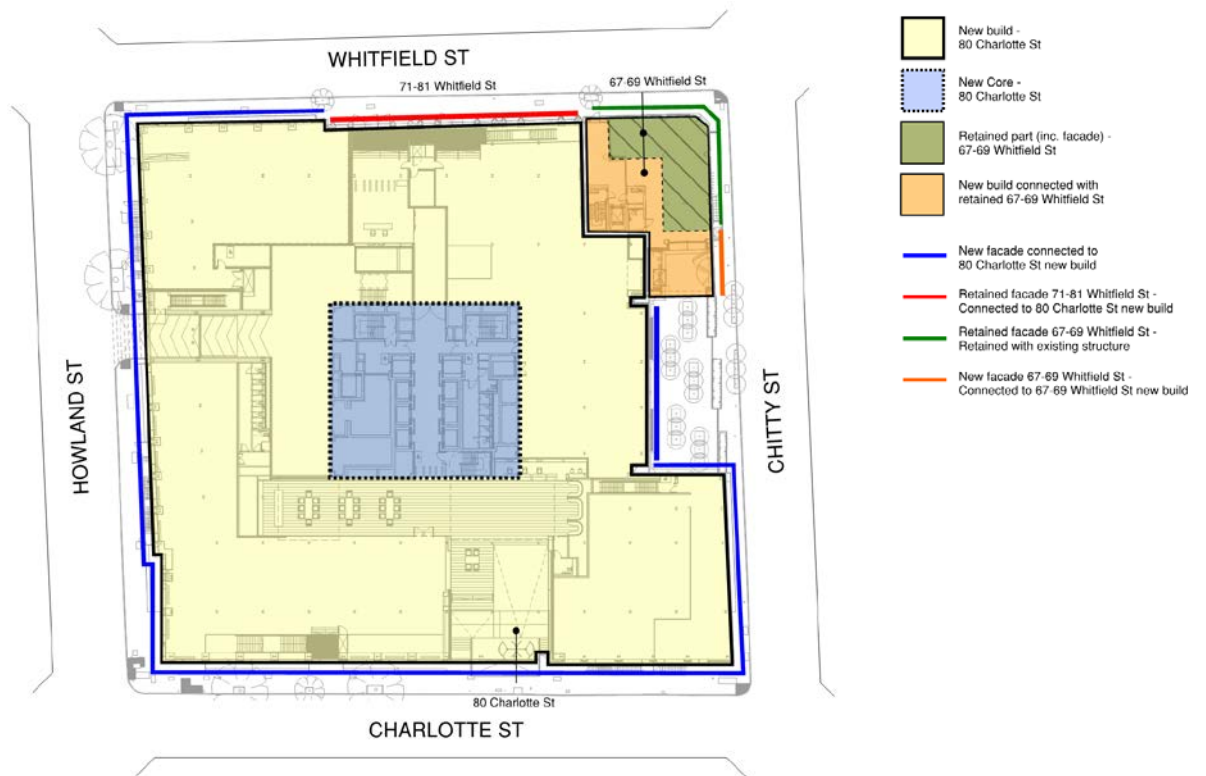 WHITFIELD ST
71-81 Whitfield St
67-69 Whitfield St
HOWLAND ST
CHITTY ST
80 Charlotte St
CHARLOTTE ST
New build -
80 Charlotte St
New Core -
80 Charlotte St
Retained part (inc. facade) -
67-69 Whitfield St
New build connected with
retained 67-69 Whitfield St
New facade connected to
80 Charlotte St new build
Retained facade 71-81 Whitfield St -
Connected to 80 Charlotte St new build
Retained facade 67-69 Whitfield St -
Retained with existing structure
New facade 67-69 Whitfield St -
Connected to 67-69 Whitfield St new build